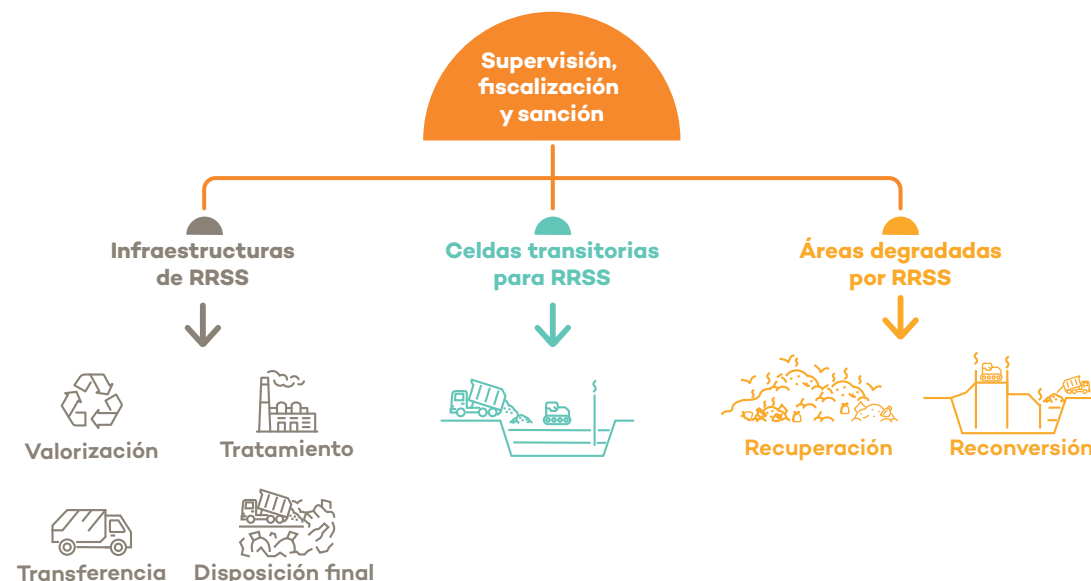 Supervisión,
fiscalización
y sanción
Infraestructuras
de RRSS
Celdas transitorias
para RRSS
Áreas degradadas
por RRSS
Valorización
Tratamiento
Recuperación
Reconversión
Transferencia
Disposición final